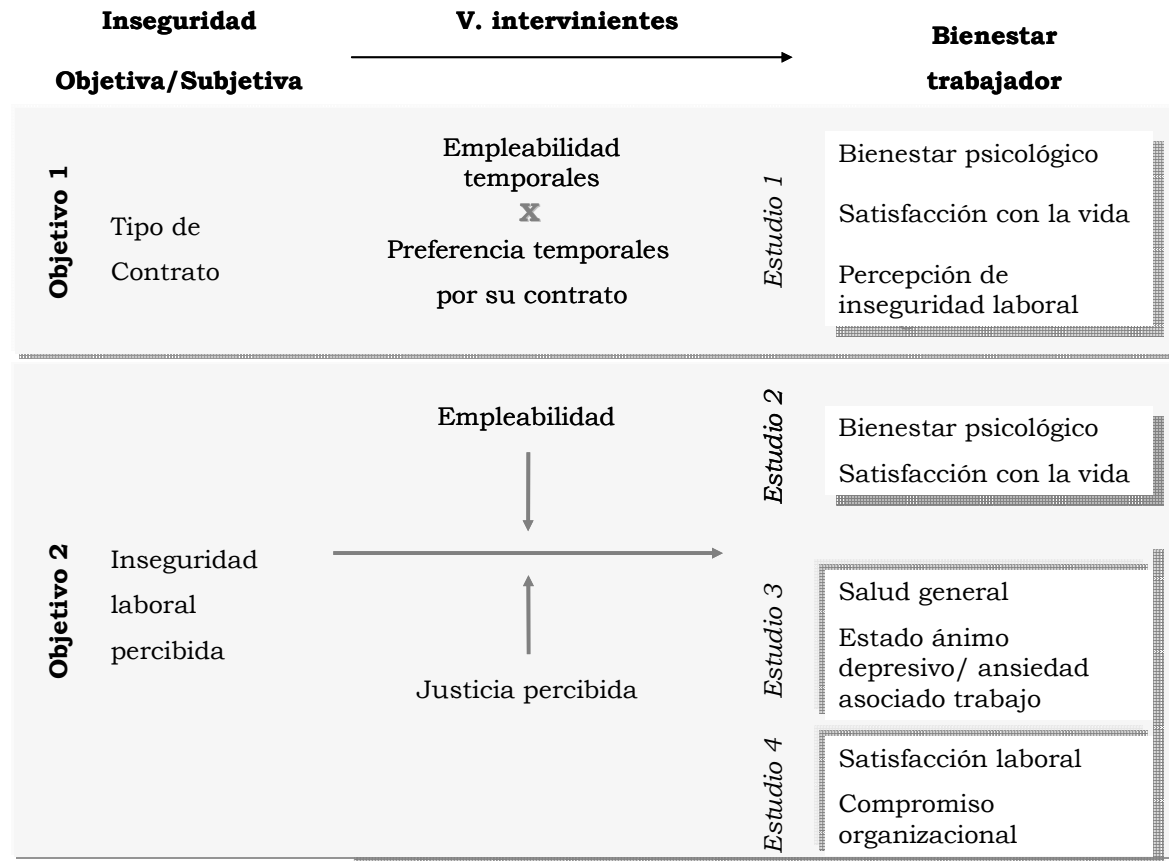 Inseguridad
Objetiva/Subjetiva
V. intervinientes
Bienestar
trabajador
Objetivo 1
Tipo de
Contrato
Empleabilidad
temporales
X
Preferencia temporales
por su contrato
Estudio 1
Bienestar psicológico
Satisfacción con la vida
Percepción de
inseguridad laboral
Objetivo 2
Inseguridad
laboral
percibida
Empleabilidad
Justicia percibida
Estudio 2
Bienestar psicológico
Satisfacción con la vida
Estudio 3
Salud general
Estado ánimo
depresivo/ ansiedad
asociado trabajo
Estudio 4
Satisfacción laboral
Compromiso
organizacional